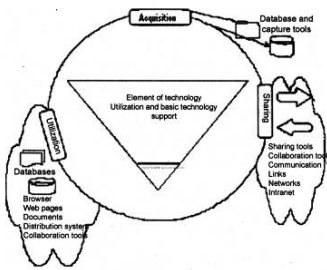 Acquisition
Database and
capture tools
Element of technology
Utilization and basic technology
support
Sharing
Utilization
Sharing tools
Collaboration tool
Communication
Links
Networks
Intranet
Databases
Browser
Web pages
Documents
Distribution system
Collaboration tools